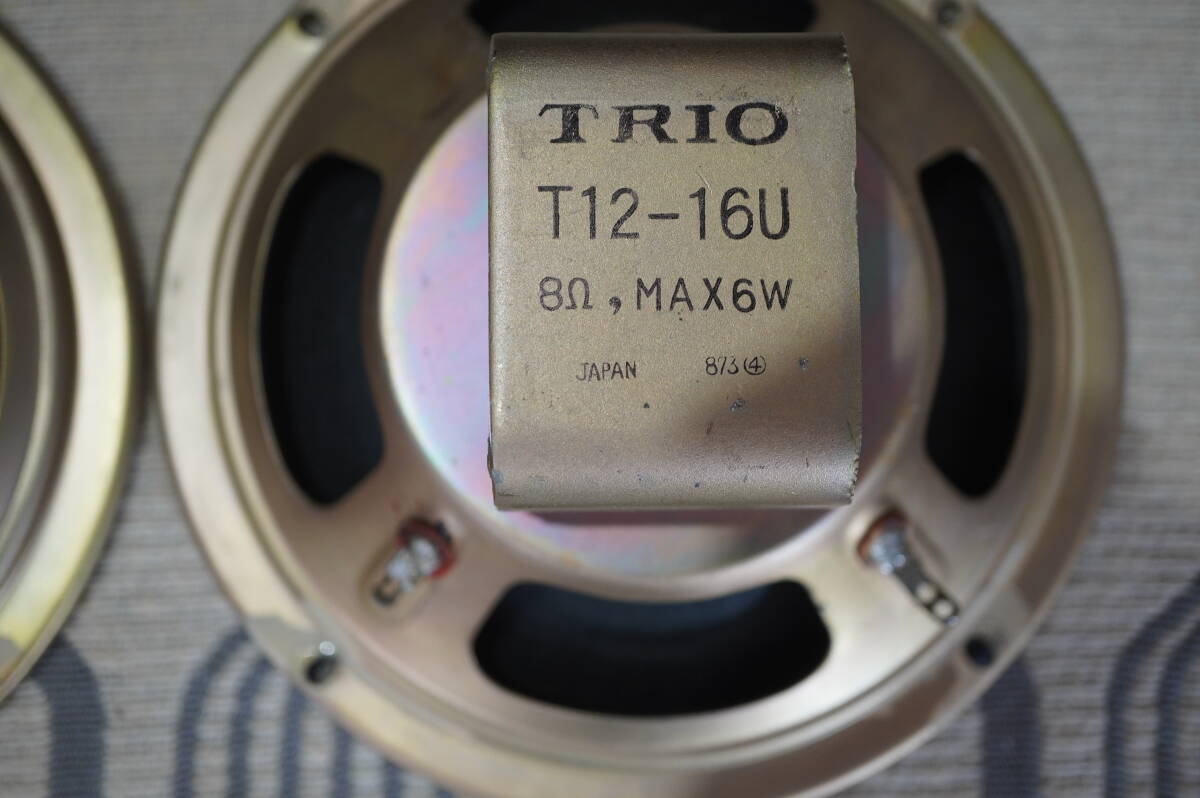 TRIO
T12-16U
8Ω, MAX6W
JAPAN 873④